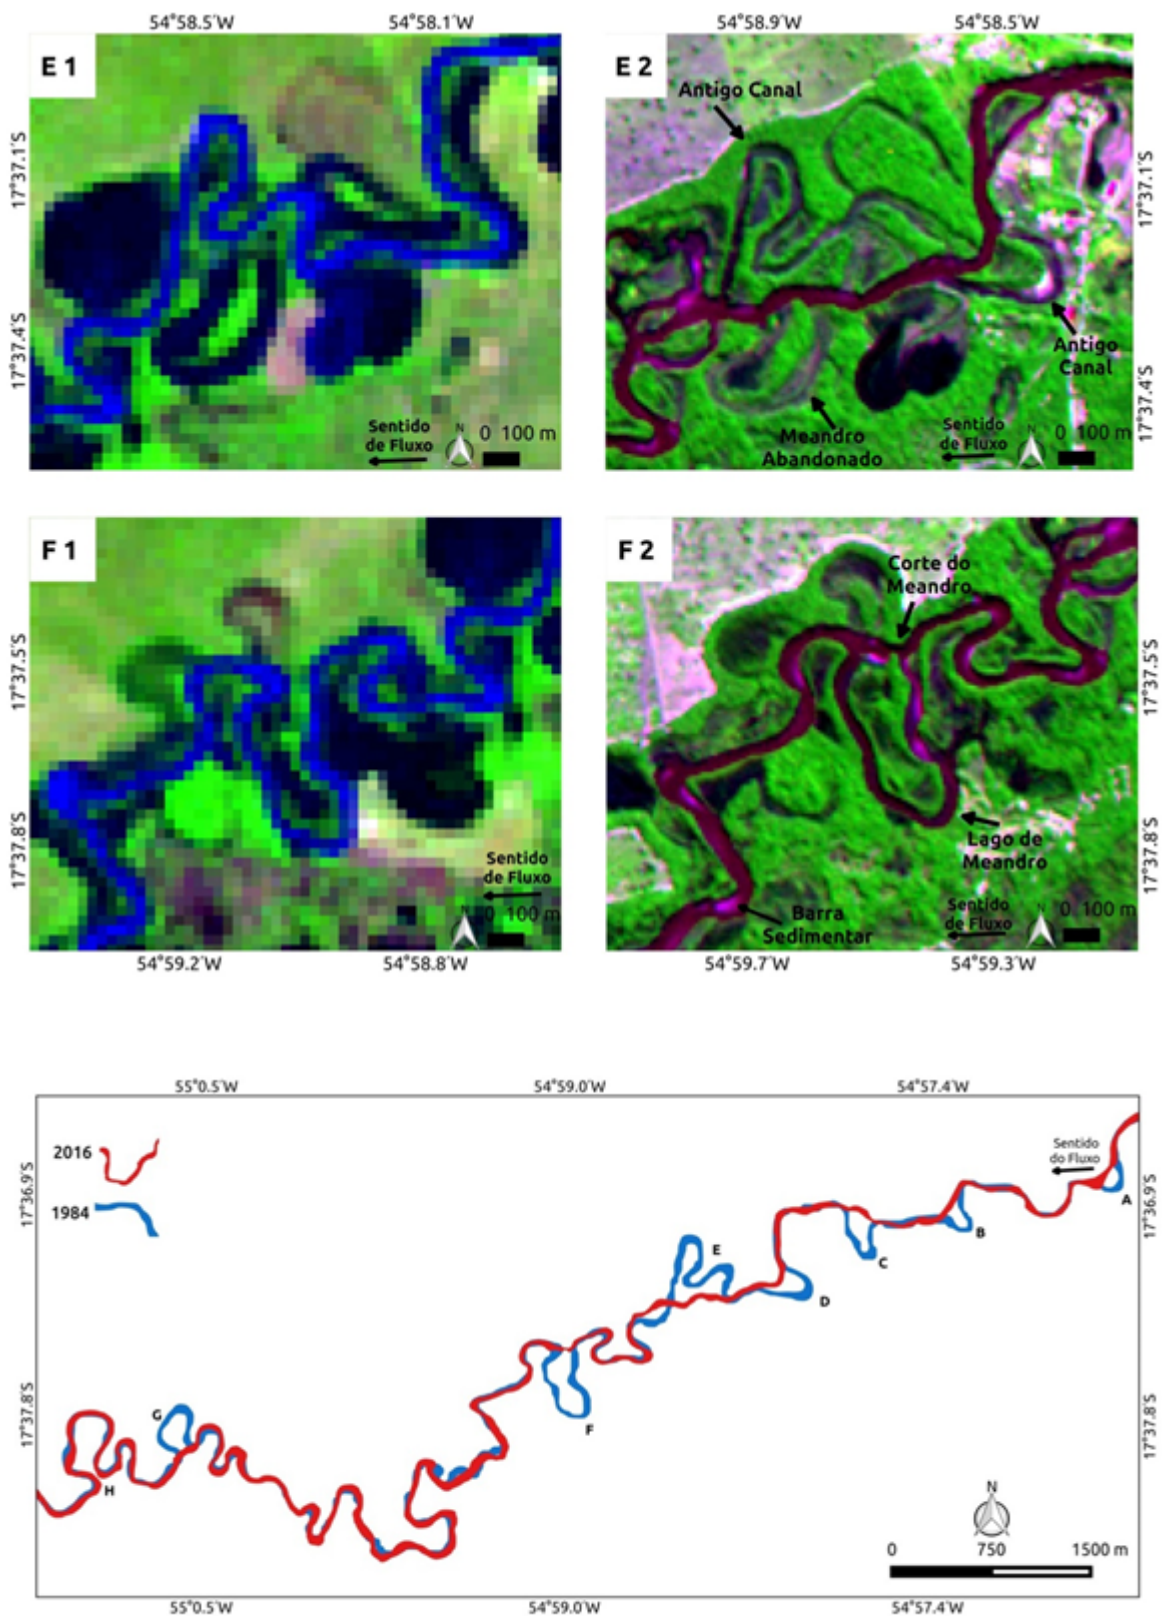 54°58.5'W 54°58.1'W 54°58.9'W 54°58.5'W
E 1
E 2
Antigo Canal
17°37.1'S
17°37.1'S
17°37.4'S
17°37.4'S
Antigo
Canal
Meandro
Abandonado
Sentido
de Fluxo
N
0 100 m
Sentido
de Fluxo
N
0 100 m
F 1
F 2
Corte do
Meandro
17°37.5'S
17°37.5'S
17°37.8'S
17°37.8'S
Lago de
Meandro
Sentido
de Fluxo
N
0 100 m
Barra
Sedimentar
Sentido
de Fluxo
N
0 100 m
54°59.2'W 54°58.8'W 54°59.7'W 54°59.3'W
55°0.5'W 54°59.0'W 54°57.4'W
2016
1984
Sentido
do Fluxo
17°36.9'S
17°36.9'S
A
B
C
D
E
F
G
H
17°37.8'S
17°37.8'S
N
0 750 1500 m
55°0.5'W 54°59.0'W 54°57.4'W